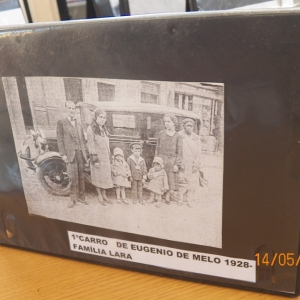 1°CARRO DE EUGENIO DE MELO 1928-
FAMÍLIA LARA
14/05/